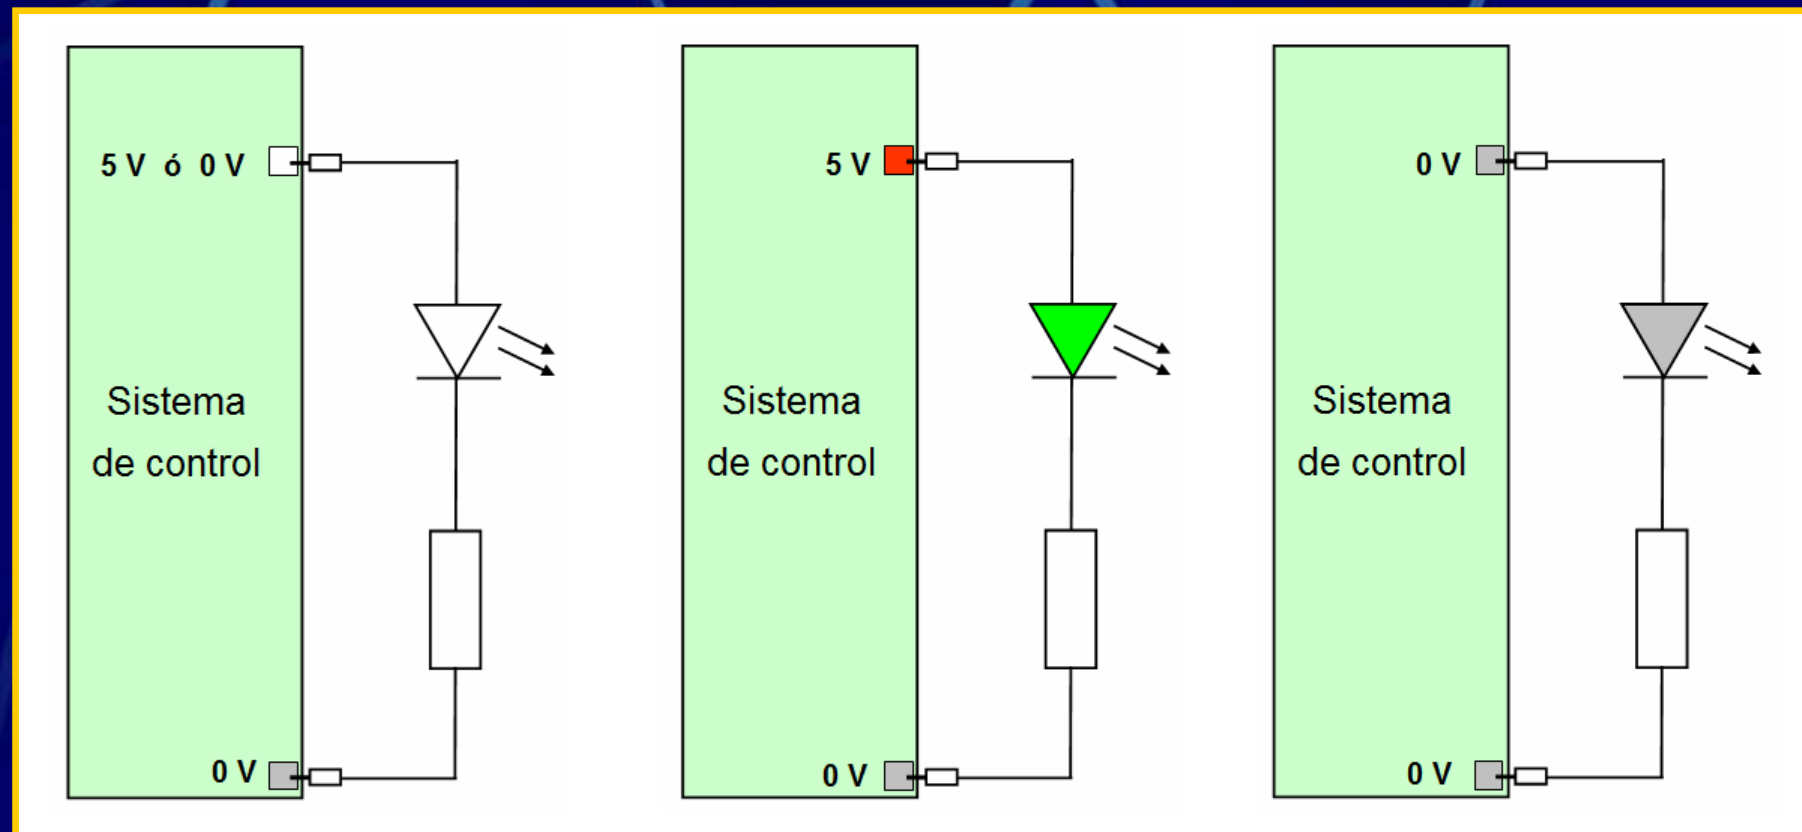 5 V ó 0 V
Sistema
de control
0 V
5 V
Sistema
de control
0 V
0 V
Sistema
de control
0 V